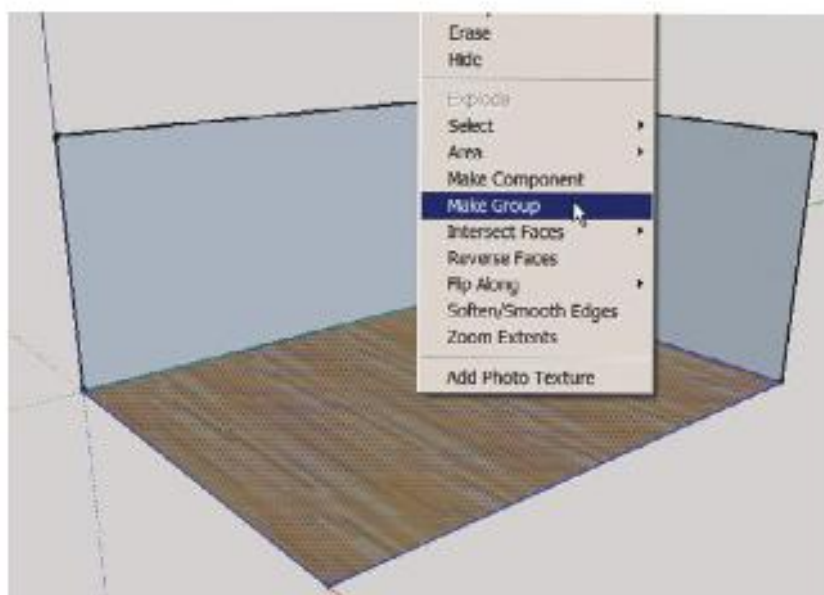 Erase
Hide
Explode
Select
Area
Make Component
Make Group
Intersect Faces
Reverse Faces
Flip Along
Soften/Smooth Edges
Zoom Extents
Add Photo Texture